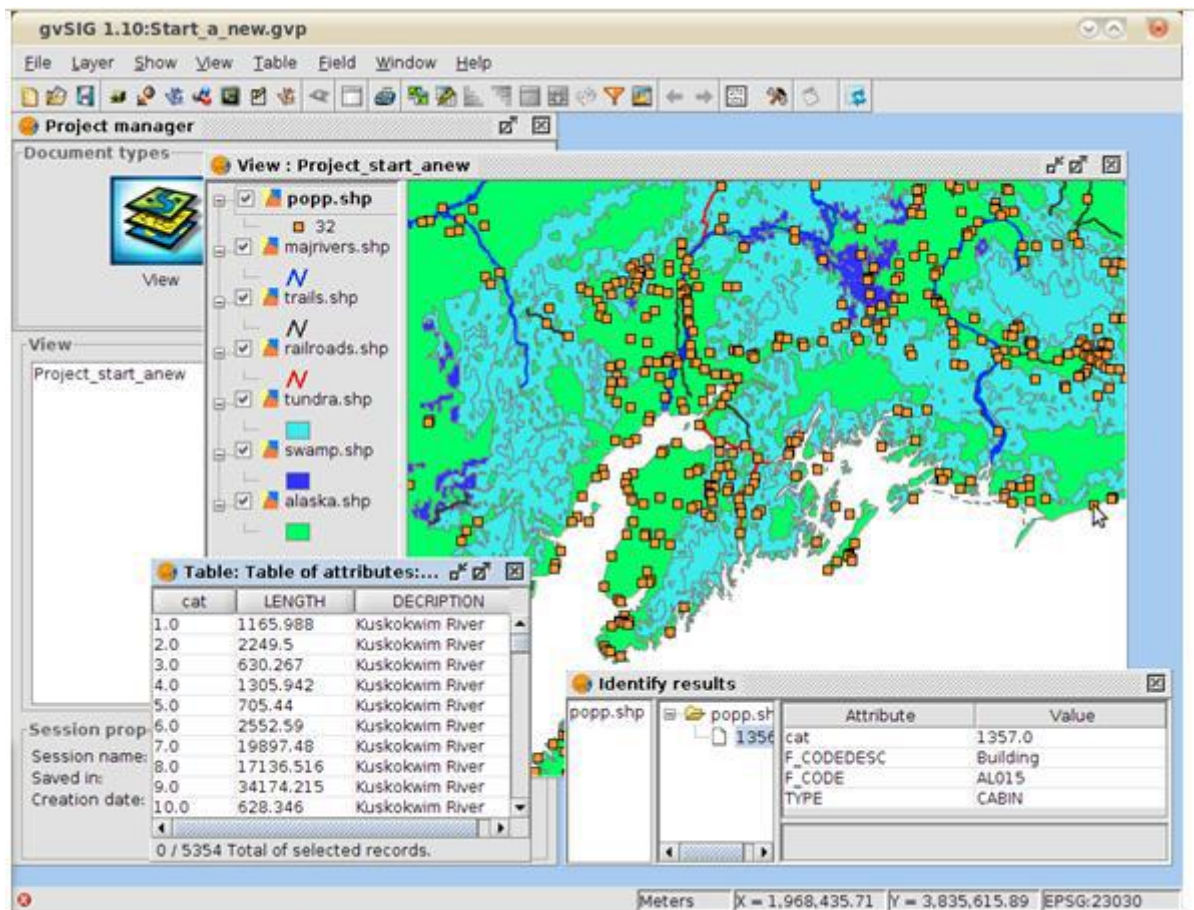 gvSIG 1.10:Start_a_new.gvp
File Layer Show View Table Field Window Help
Project manager
Document types
View
View
Project_start_anew
Session prop
Session name:
Saved in:
Creation date:
View : Project_start_anew
popp.shp
32
majrivers.shp
trails.shp
railroads.shp
tundra.shp
swamp.shp
alaska.shp
Table: Table of attributes:...
cat LENGTH DECRIPTION
1.0 1165.988 Kuskokwim River
2.0 2249.5 Kuskokwim River
3.0 630.267 Kuskokwim River
4.0 1305.942 Kuskokwim River
5.0 705.44 Kuskokwim River
6.0 2552.59 Kuskokwim River
7.0 19897.48 Kuskokwim River
8.0 17136.516 Kuskokwim River
9.0 34174.215 Kuskokwim River
10.0 628.346 Kuskokwim River
0 / 5354 Total of selected records.
Identify results
popp.shp
popp.sh
1356
Attribute Value
cat 1357.0
F_CODEDESC Building
F_CODE AL015
TYPE CABIN
Meters X = 1,968,435.71 Y = 3,835,615.89 EPSG:23030